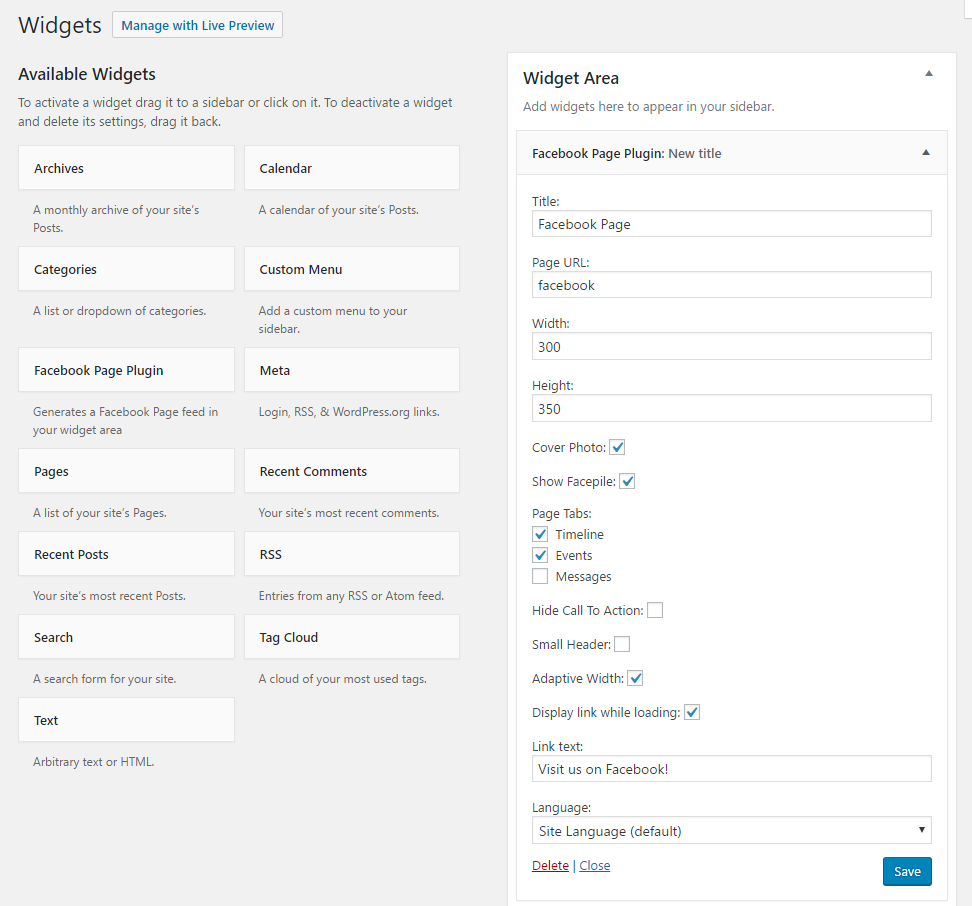 Widgets
Manage with Live Preview
Available Widgets
To activate a widget drag it to a sidebar or click on it. To deactivate a widget
and delete its settings, drag it back.
Archives
A monthly archive of your site's
Posts.
Calendar
A calendar of your site's Posts.
Categories
A list or dropdown of categories.
Custom Menu
Add a custom menu to your
sidebar.
Facebook Page Plugin
Generates a Facebook Page feed in
your widget area
Meta
Login, RSS, & WordPress.org links.
Pages
A list of your site's Pages.
Recent Comments
Your site's most recent comments.
Recent Posts
Your site's most recent Posts.
RSS
Entries from any RSS or Atom feed.
Search
A search form for your site.
Tag Cloud
A cloud of your most used tags.
Text
Arbitrary text or HTML.
Widget Area
Add widgets here to appear in your sidebar.
Facebook Page Plugin: New title
Title:
Facebook Page
Page URL:
facebook
Width:
300
Height:
350
Cover Photo:
Show Facepile:
Page Tabs:
Timeline
Events
Messages
Hide Call To Action:
Small Header:
Adaptive Width:
Display link while loading:
Link text:
Visit us on Facebook!
Language:
Site Language (default)
Delete | Close
Save